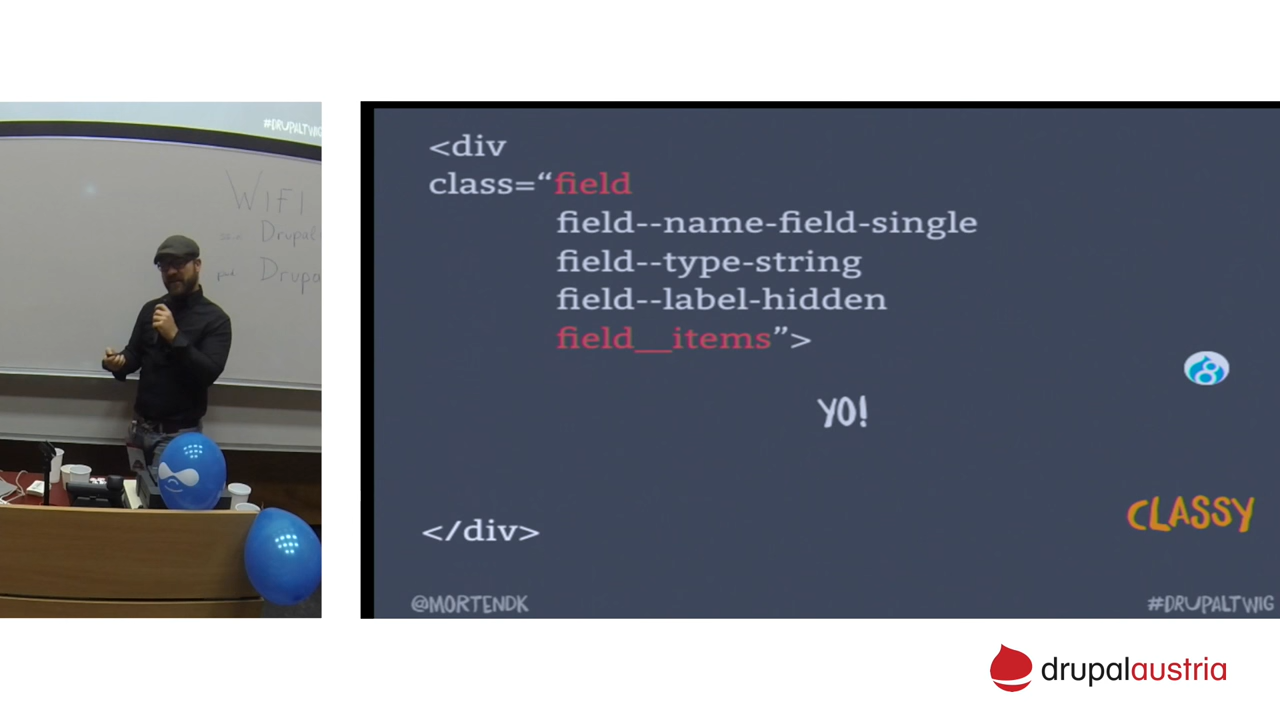 #DRUPALTWIG
WIFI
Drupal
<div
class=“field
field--name-field-single
field--type-string
field--label-hidden
field__items”>
YO!
CLASSY
</div>
@MORTENDK
#DRUPALTWIG
drupalaustria